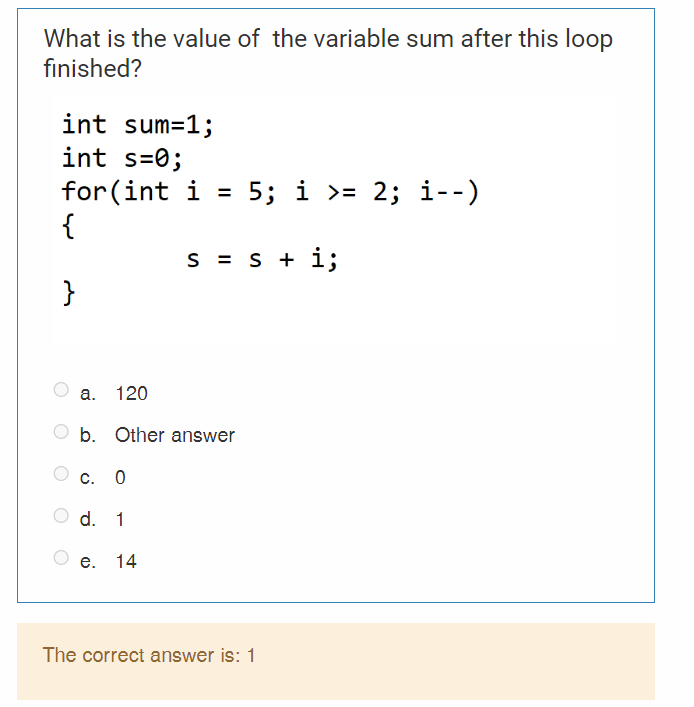 What is the value of  the variable sum after this loop
finished?
int sum=1;
int s=0;
for(int i = 5; i >= 2; i--)
{
        s = s + i;
}
a.   120
b.   Other answer
c.   0
d.   1
e.   14
The correct answer is: 1